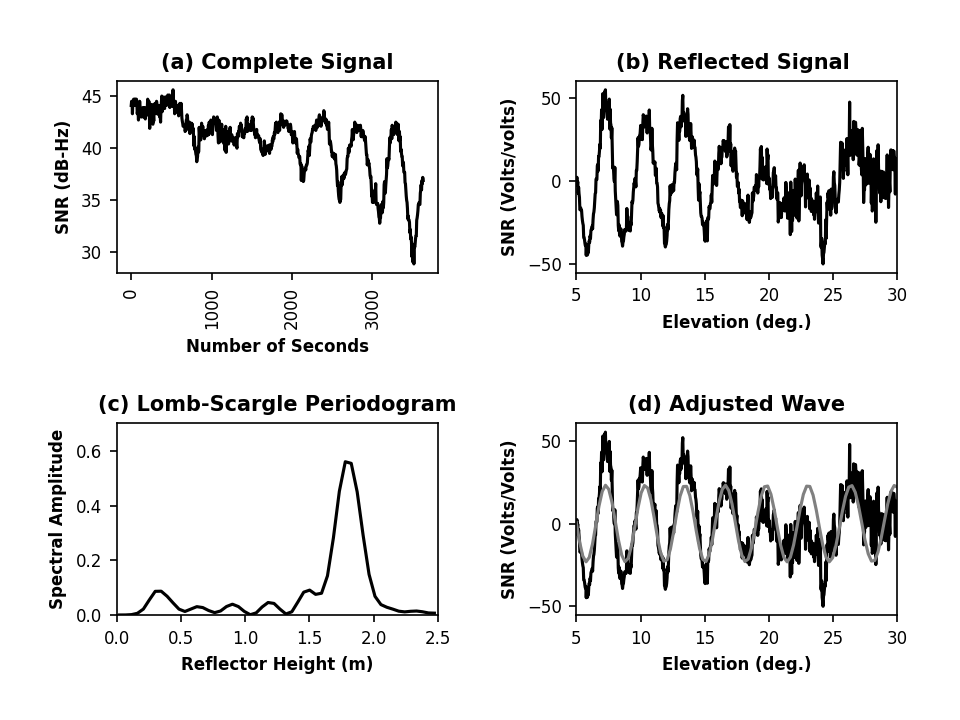 (a) Complete Signal
SNR (dB-Hz)
45
40
35
30
0
1000
2000
3000
Number of Seconds
(b) Reflected Signal
SNR (Volts/volts)
50
0
−50
5 10 15 20 25 30
Elevation (deg.)
(c) Lomb-Scargle Periodogram
Spectral Amplitude
0.6
0.4
0.2
0.0
0.0 0.5 1.0 1.5 2.0 2.5
Reflector Height (m)
(d) Adjusted Wave
SNR (Volts/Volts)
50
0
−50
5 10 15 20 25 30
Elevation (deg.)